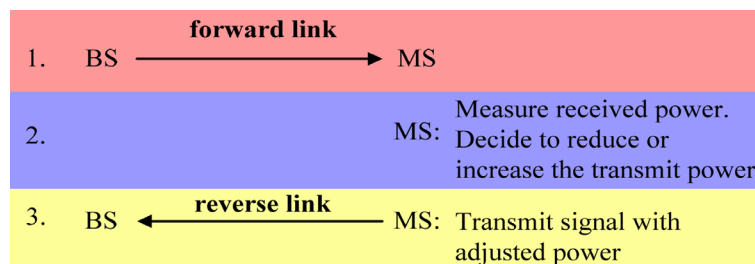 forward link
1. BS MS
Measure received power.
2. MS: Decide to reduce or
increase the transmit power
reverse link
3. BS MS: Transmit signal with
adjusted power